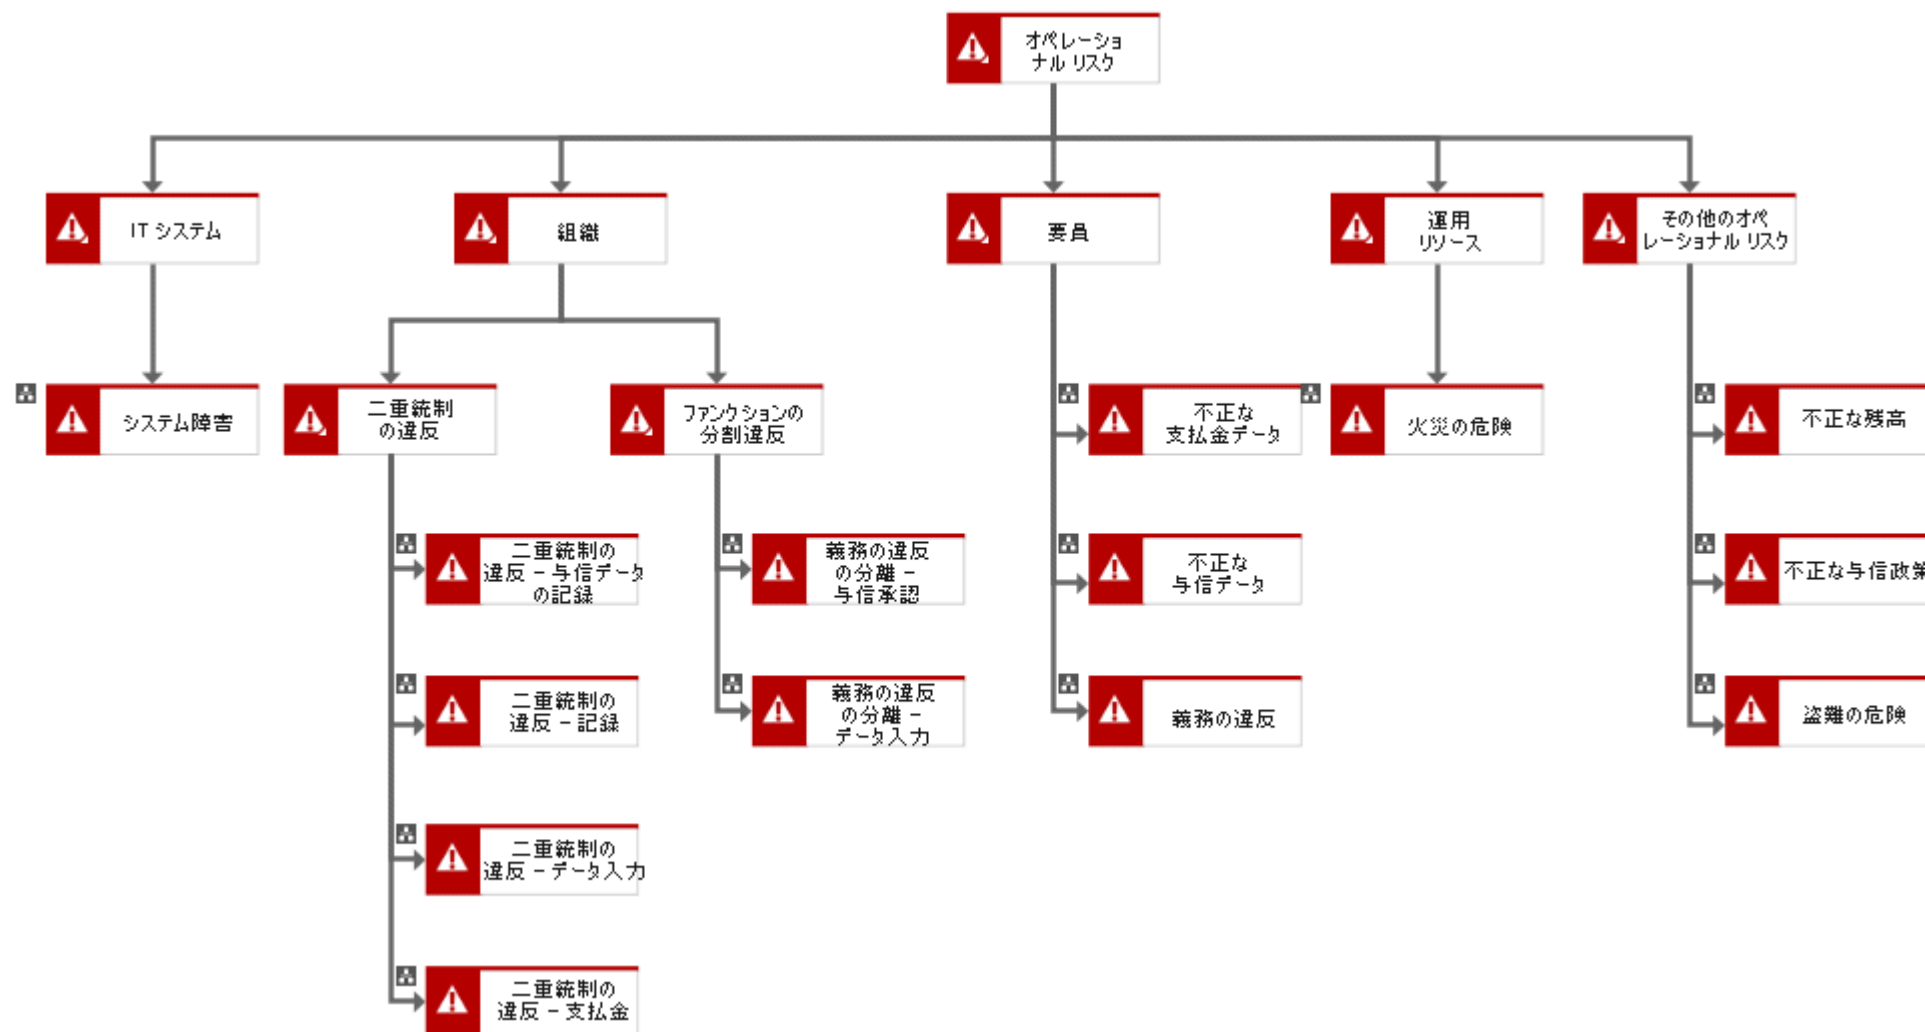 オペレーショ
ナル リスク
IT システム
組織
要員
運用
リソース
その他のオペ
レーショナル リスク
システム障害
二重統制
の違反
ファンクションの
分割違反
不正な
支払金データ
火災の危険
不正な残高
二重統制の
違反 – 与信データ
の記録
義務の違反
の分離 –
与信承認
不正な
与信データ
不正な与信政策
二重統制の
違反 – 記録
義務の違反
の分離 –
データ入力
義務の違反
盗難の危険
二重統制の
違反 – データ入力
二重統制の
違反 – 支払金